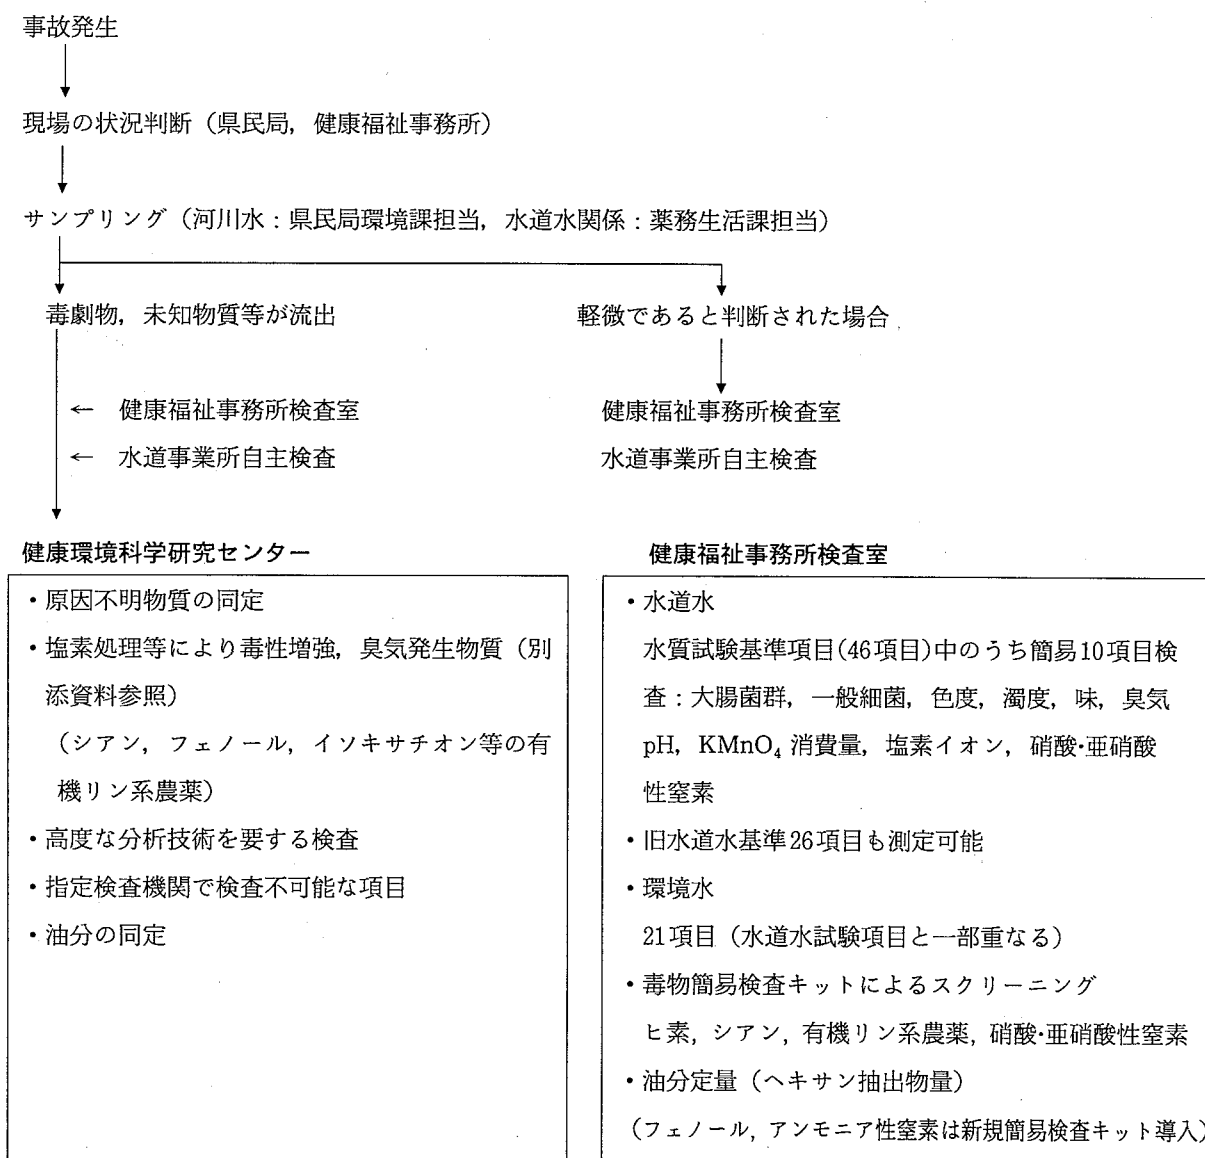 事故発生
現場の状況判断（県民局，健康福祉事務所）
サンプリング（河川水：県民局環境課担当，水道水関係：薬務生活課担当）
毒劇物，未知物質等が流出
軽微であると判断された場合
← 健康福祉事務所検査室
← 水道事業所自主検査
健康福祉事務所検査室
水道事業所自主検査
健康環境科学研究センター
・原因不明物質の同定
・塩素処理等により毒性増強，臭気発生物質（別
添資料参照）
（シアン，フェノール，イソキサチオン等の有
機リン系農薬）
・高度な分析技術を要する検査
・指定検査機関で検査不可能な項目
・油分の同定
健康福祉事務所検査室
・水道水
水質試験基準項目(46項目)中のうち簡易10項目検
査：大腸菌群，一般細菌，色度，濁度，味，臭気
pH，KMnO₄ 消費量，塩素イオン，硝酸・亜硝酸
性窒素
・旧水道水基準26項目も測定可能
・環境水
21項目（水道水試験項目と一部重なる）
・毒物簡易検査キットによるスクリーニング
ヒ素，シアン，有機リン系農薬，硝酸・亜硝酸性窒素
・油分定量（ヘキサン抽出物量）
（フェノール，アンモニア性窒素は新規簡易検査キット導入）